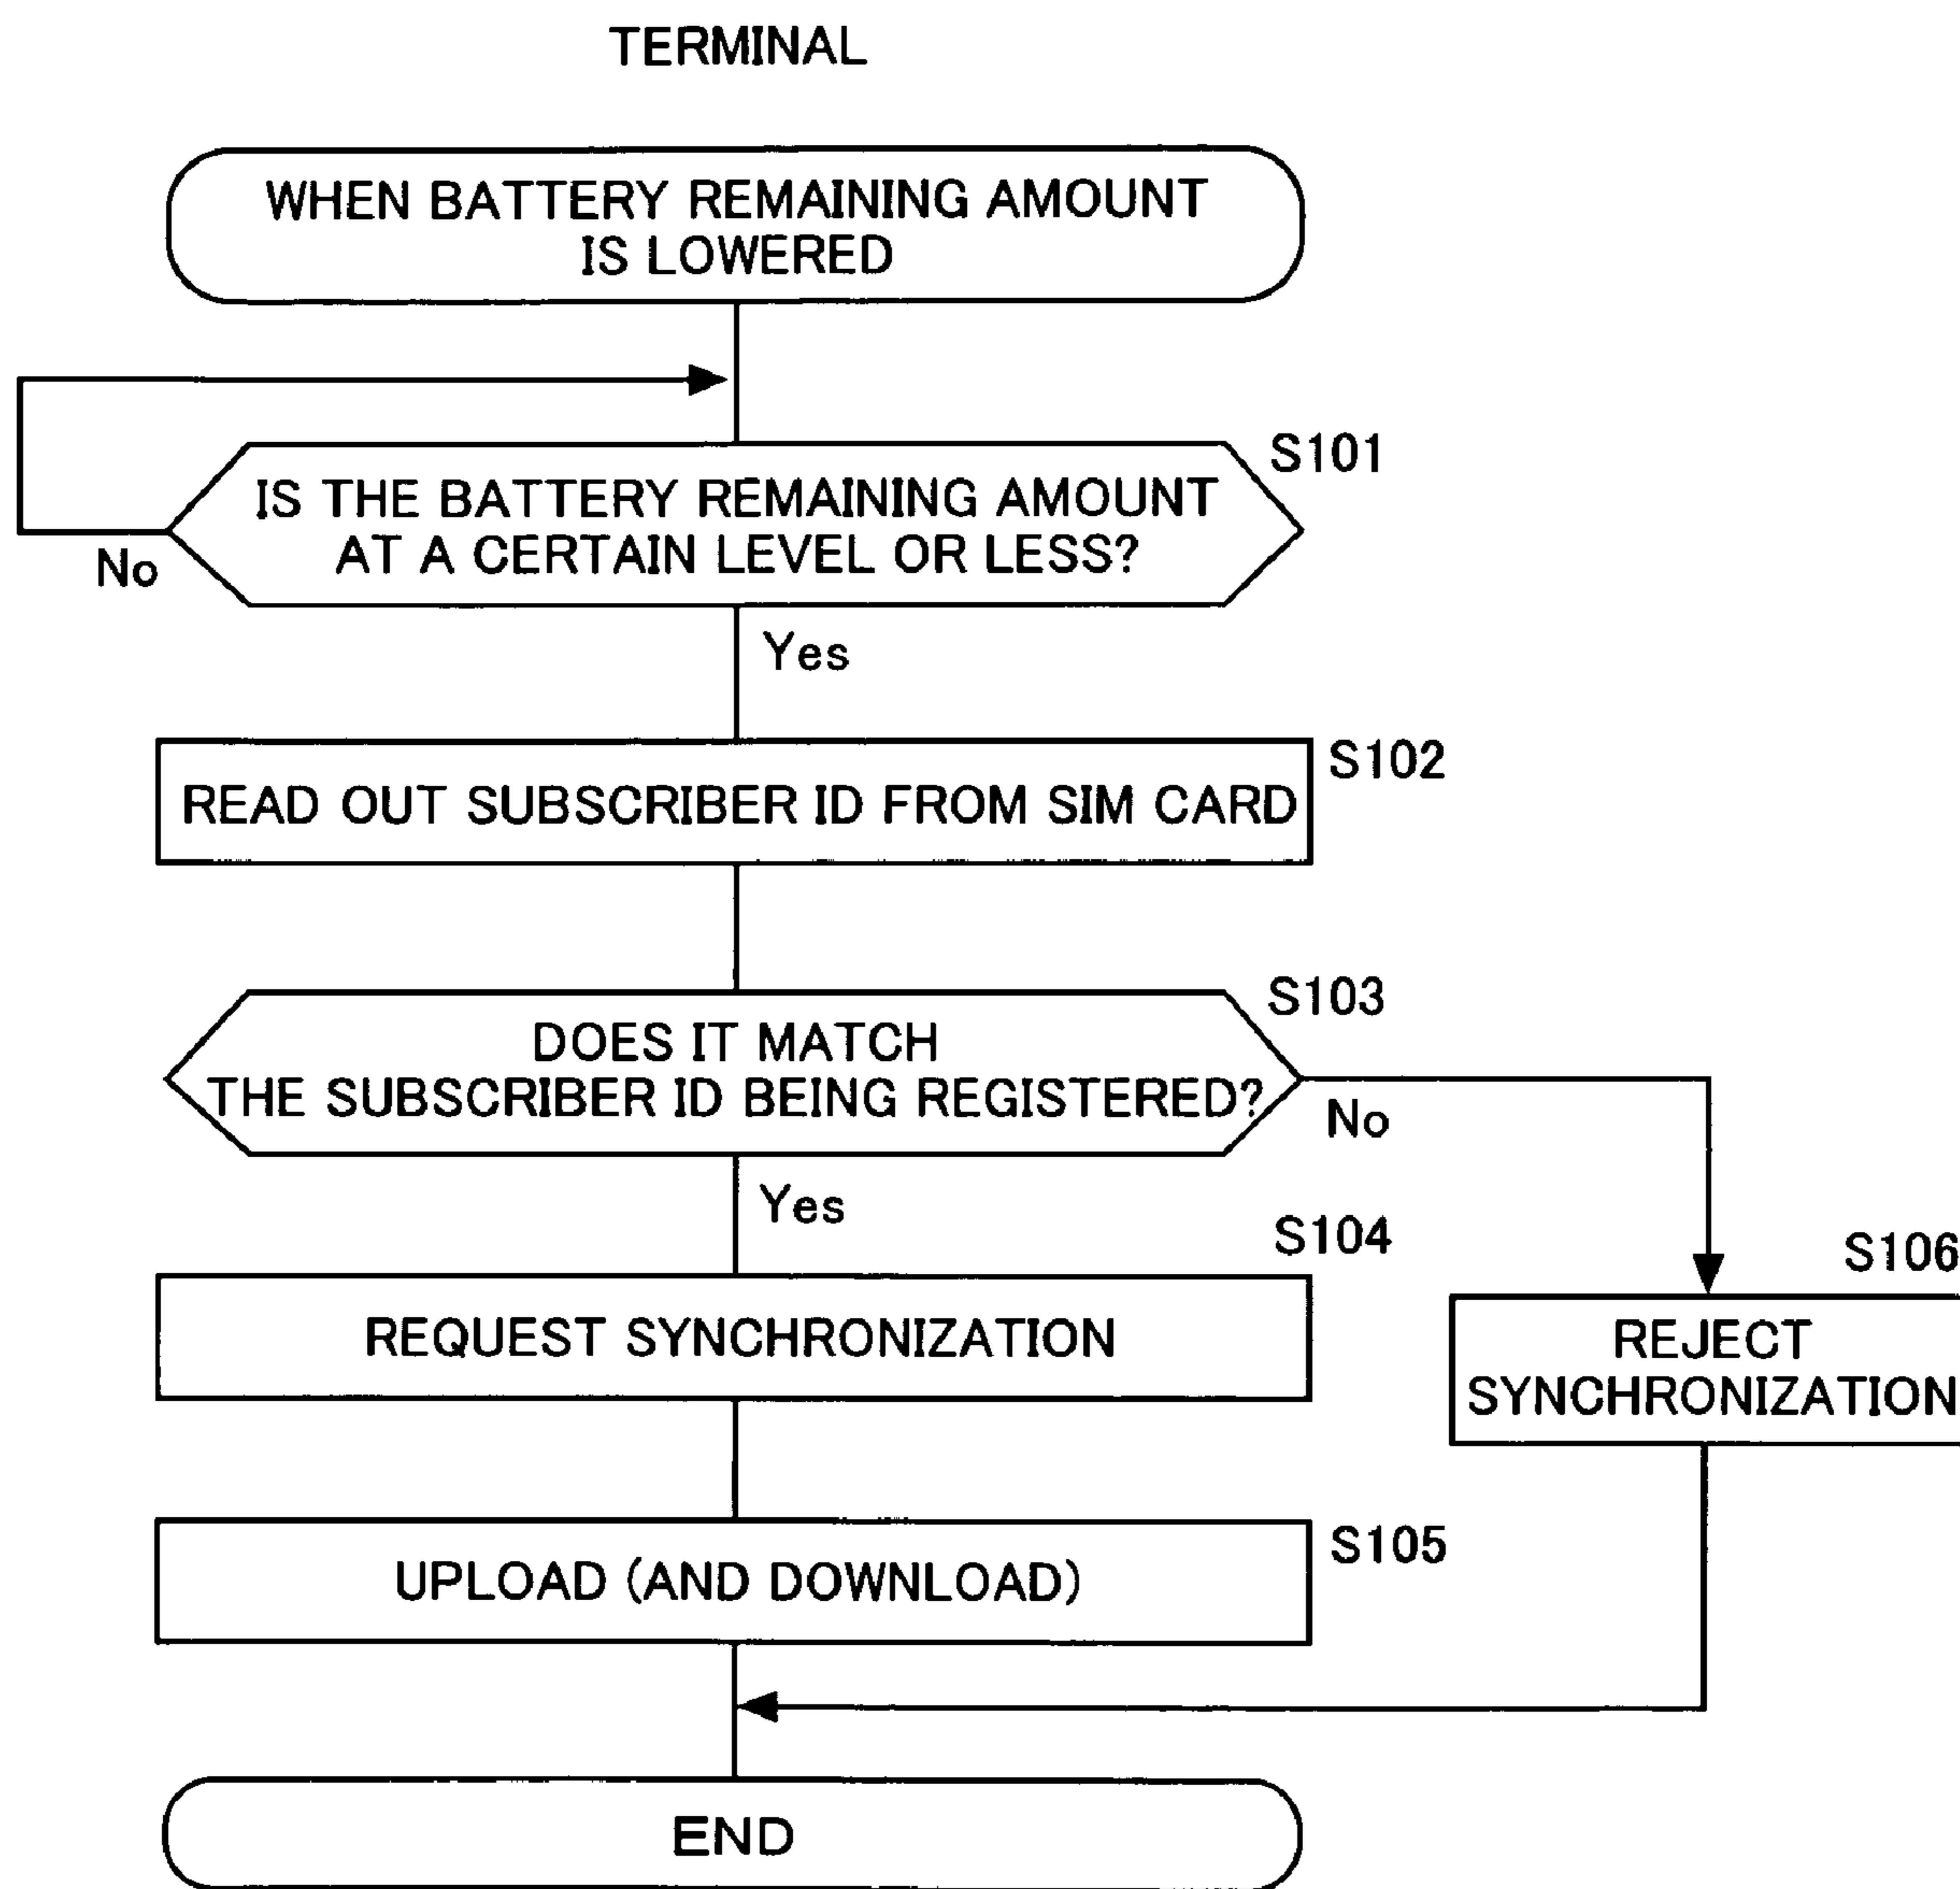 TERMINAL
WHEN BATTERY REMAINING AMOUNT
IS LOWERED
S101
IS THE BATTERY REMAINING AMOUNT
AT A CERTAIN LEVEL OR LESS?
No
Yes
S102
READ OUT SUBSCRIBER ID FROM SIM CARD
S103
DOES IT MATCH
THE SUBSCRIBER ID BEING REGISTERED?
No
Yes
S104
REQUEST SYNCHRONIZATION
S106
REJECT
SYNCHRONIZATION
S105
UPLOAD (AND DOWNLOAD)
END